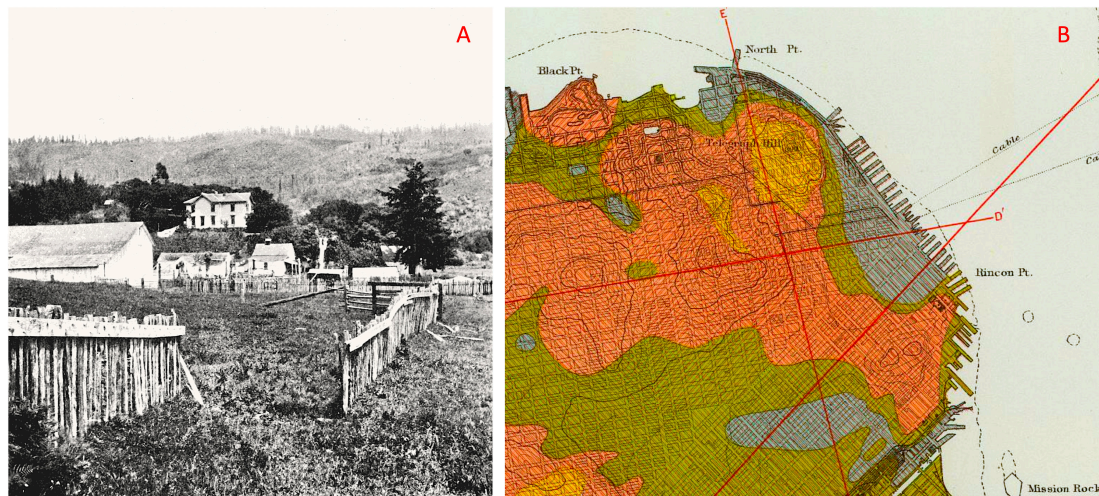 A
E
B
North Pt.
Black Pt.
Telegraph Hill
Cable
D'
Rincon Pt.
Mission Rock